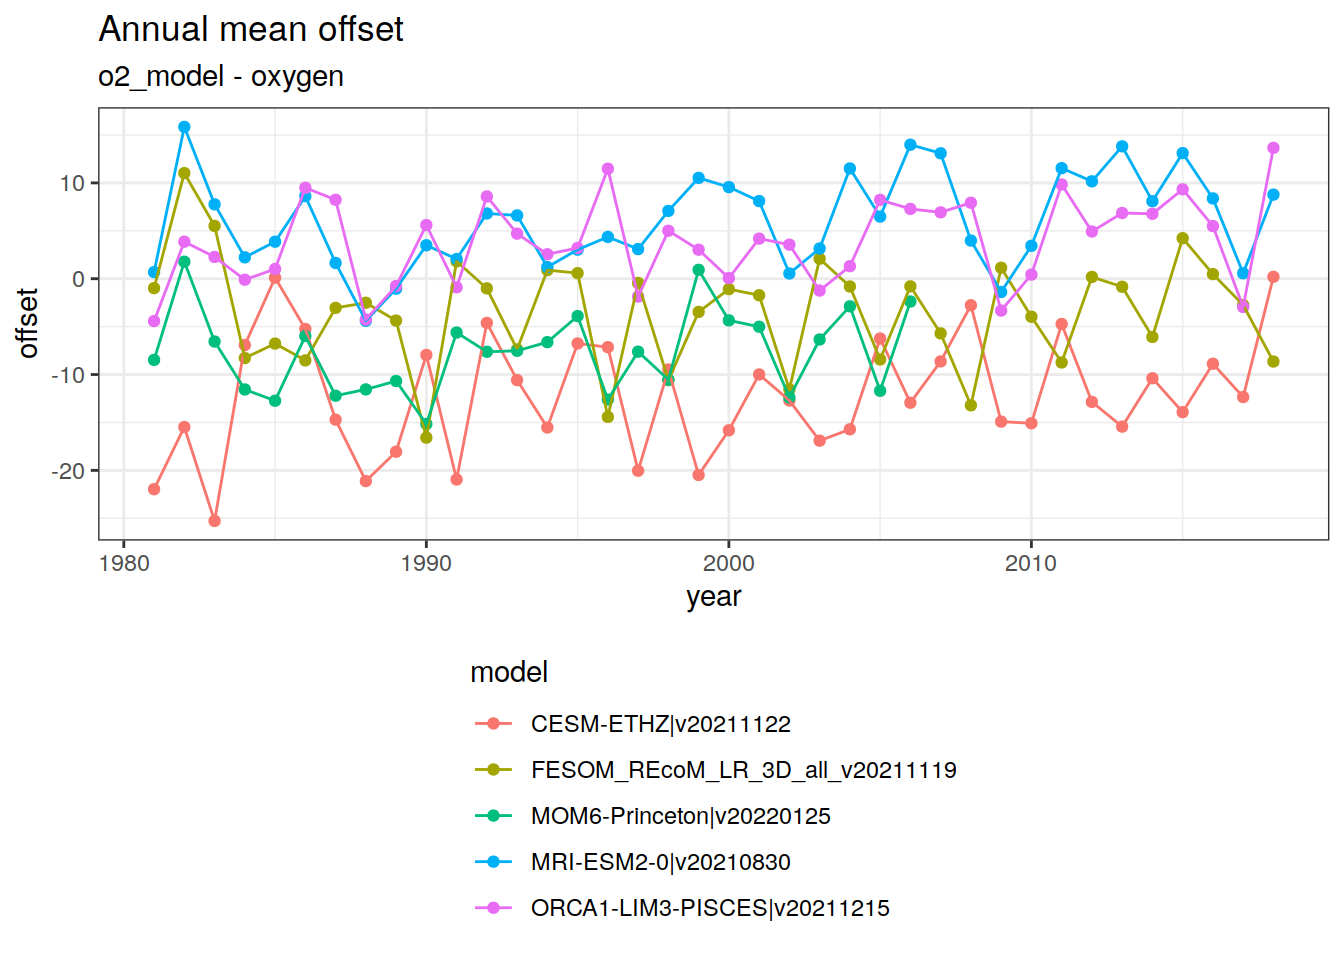 Annual mean offset
o2_model - oxygen
10
0
-10
-20
offset
1980 1990 2000 2010
year
model
CESM-ETHZ|v20211122
FESOM_REcoM_LR_3D_all_v20211119
MOM6-Princeton|v20220125
MRI-ESM2-0|v20210830
ORCA1-LIM3-PISCES|v20211215